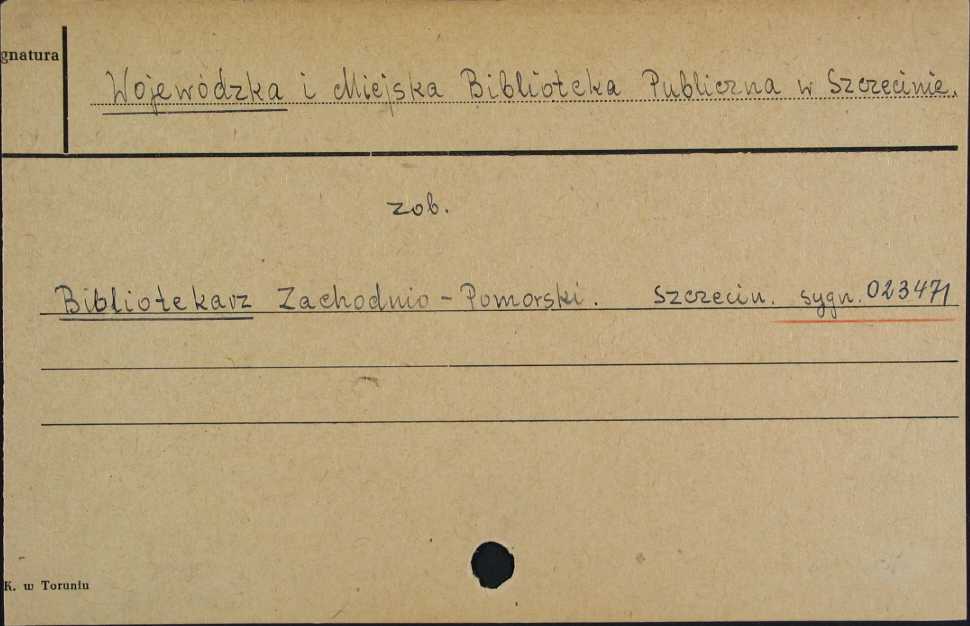 gnatura
Wojewódzka i Miejska Biblioteka Publiczna w Szczecinie.
zob.
Bibliotekarz Zachodnio-Pomorski. Szczecin. sygn. 023471
K. w Toruniu